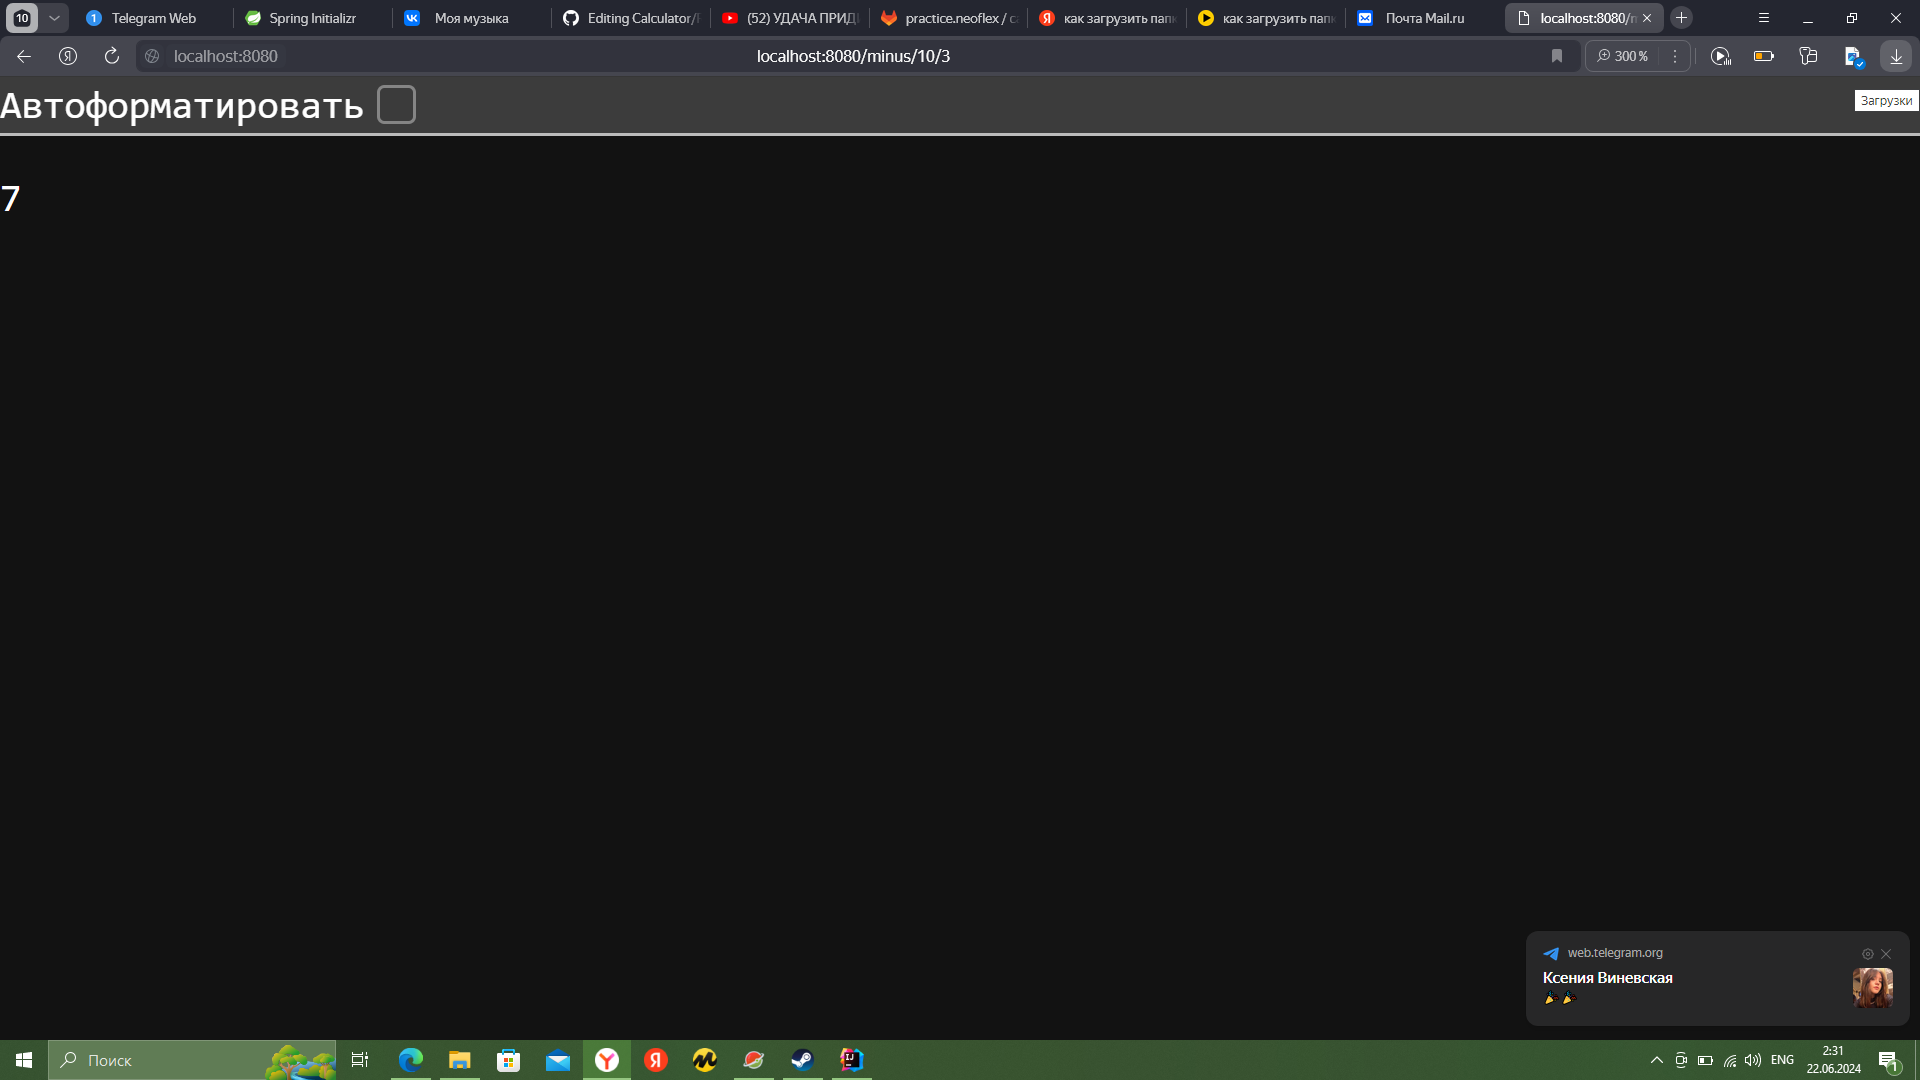 10
1 Telegram Web
Spring Initializr
Моя музыка
Editing Calculator/
(52) УДАЧА ПРИД
practice.neoflex / c
как загрузить пап
как загрузить пап
Почта Mail.ru
localhost:8080/
localhost:8080
localhost:8080/minus/10/3
300 %
Автоформатировать
Загрузки
7
web.telegram.org
Ксения Виневская
Поиск
ENG
2:31
22.06.2024
1